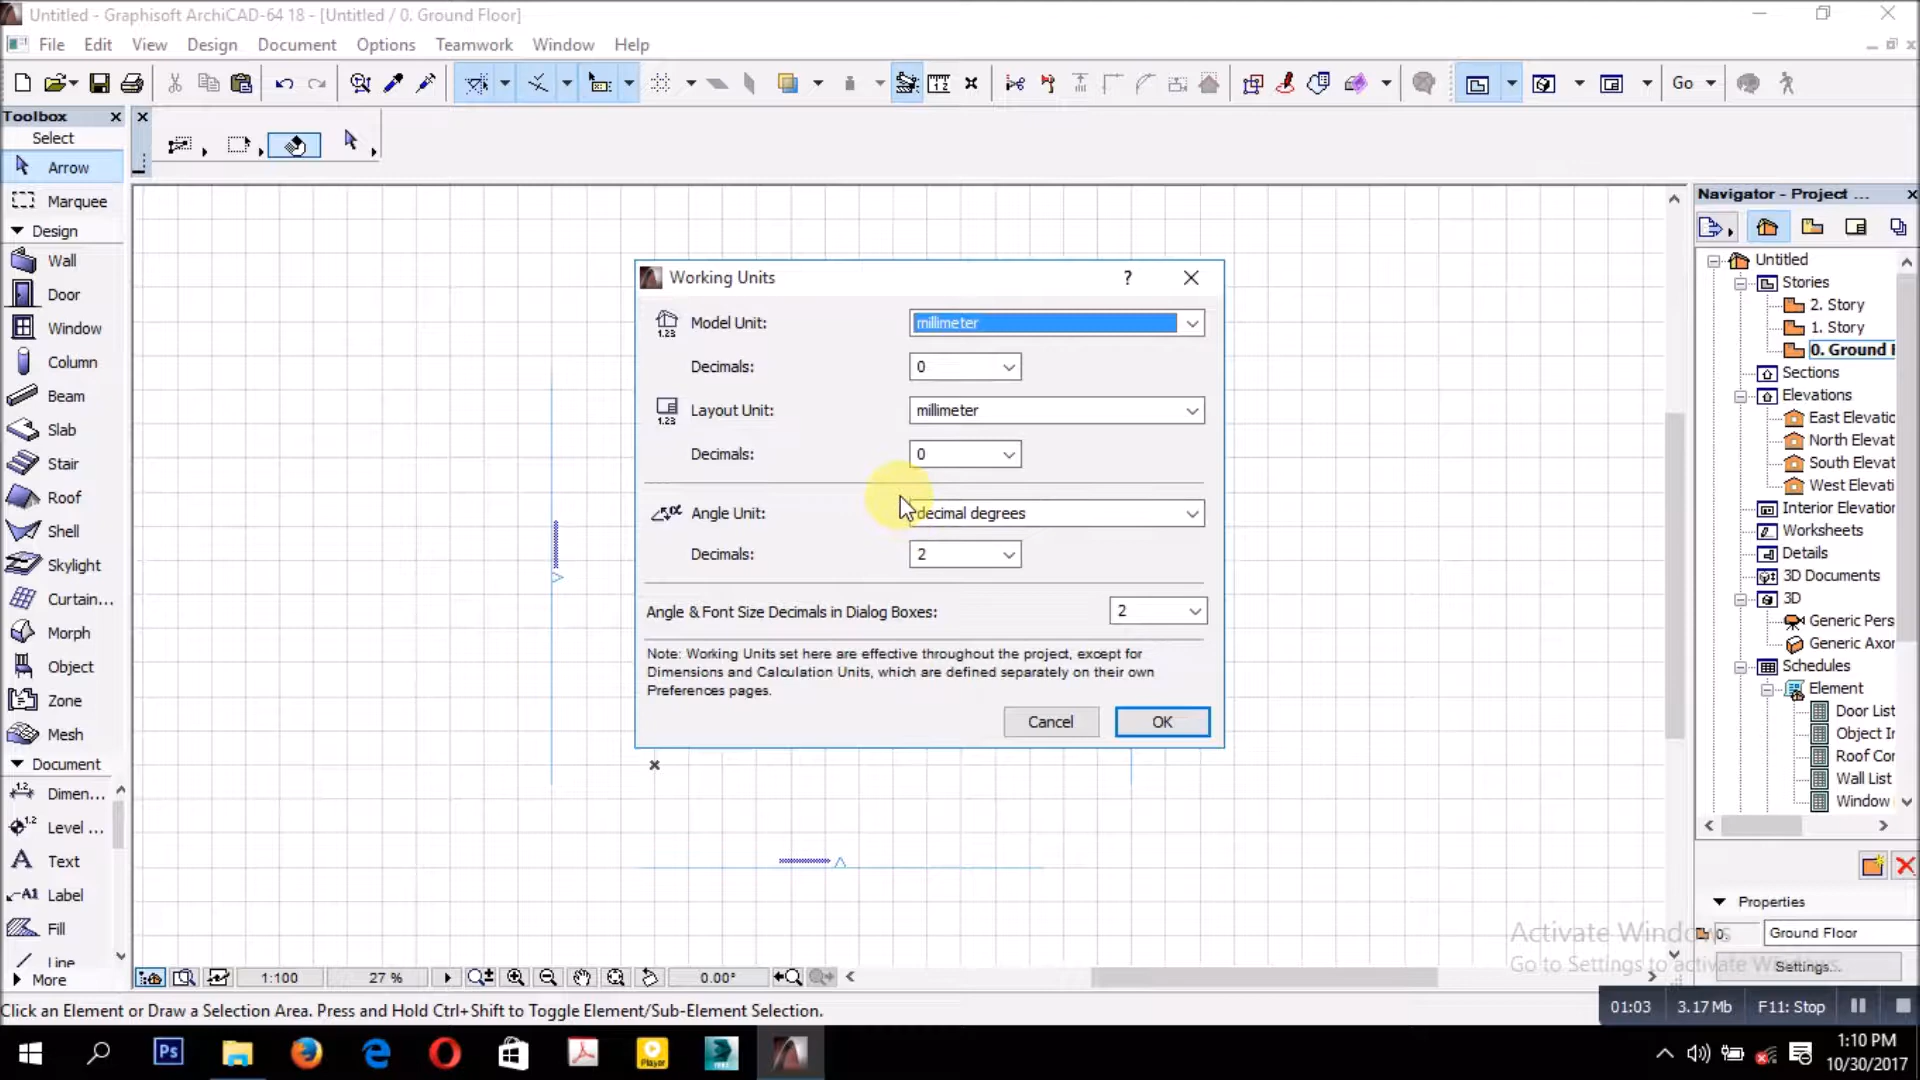 Untitled - Graphisoft ArchiCAD-64 18 - [Untitled / 0. Ground Floor]
File Edit View Design Document Options Teamwork Window Help
Go
Toolbox
Select
Arrow
Marquee
Design
Wall
Door
Window
Column
Beam
Slab
Stair
Roof
Shell
Skylight
Curtain...
Morph
Object
Zone
Mesh
Document
Dimen...
Level ...
Text
Label
Fill
Line
More
Working Units
Model Unit: millimeter
Decimals: 0
Layout Unit: millimeter
Decimals: 0
Angle Unit: decimal degrees
Decimals: 2
Angle & Font Size Decimals in Dialog Boxes: 2
Note: Working Units set here are effective throughout the project, except for
Dimensions and Calculation Units, which are defined separately on their own
Preferences pages.
Cancel OK
Navigator - Project ...
Untitled
Stories
2. Story
1. Story
0. Ground F
Sections
Elevations
East Elevatio
North Elevat
South Elevat
West Elevati
Interior Elevation
Worksheets
Details
3D Documents
3D
Generic Pers
Generic Axor
Schedules
Element
Door List
Object In
Roof Cor
Wall List
Window
Properties
0. Ground Floor
Settings...
Activate Windows
Go to Settings to activate Windows.
1:100 27 % 0.00°
Click an Element or Draw a Selection Area. Press and Hold Ctrl+Shift to Toggle Element/Sub-Element Selection.
01:03 3.17 Mb F11: Stop
Ps
Player
1:10 PM
10/30/2017